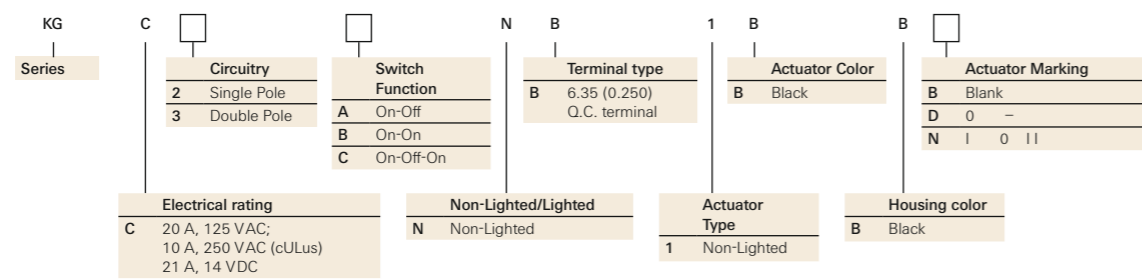 KG C N B 1 B B
Series
Circuitry
2 Single Pole
3 Double Pole
Switch
Function
A On-Off
B On-On
C On-Off-On
Terminal type
B 6.35 (0.250)
Q.C. terminal
Actuator Color
B Black
Actuator Marking
B Blank
D 0 –
N I 0 II
Electrical rating
C 20 A, 125 VAC;
10 A, 250 VAC (cULus)
21 A, 14 VDC
Non-Lighted/Lighted
N Non-Lighted
Actuator
Type
1 Non-Lighted
Housing color
B Black